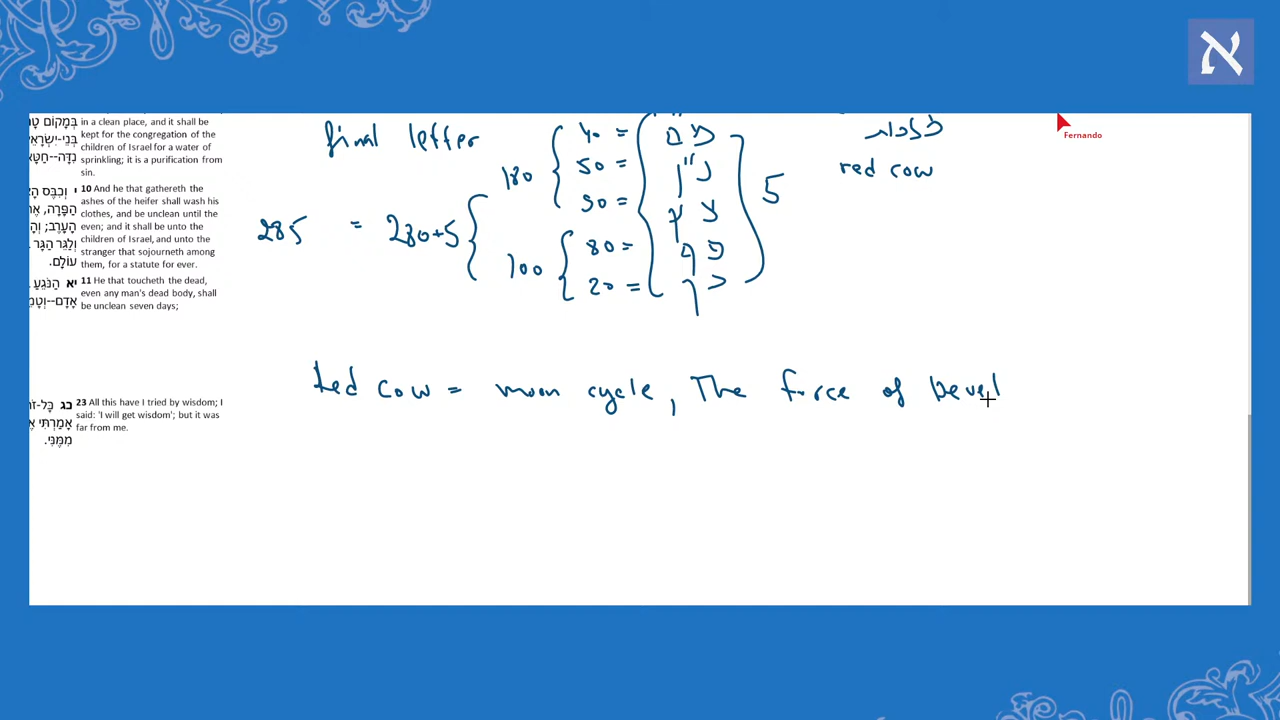 א
in a clean place, and it shall be
kept for the congregation of the
children of Israel for a water of
sprinkling; it is a purification from
sin.
10 And he that gathereth the
ashes of the heifer shall wash his
clothes, and be unclean until the
even; and it shall be unto the
children of Israel, and unto the
stranger that sojourneth among
them, for a statute for ever.
11 He that toucheth the dead,
even any man's dead body, shall
be unclean seven days;
23 All this have I tried by wisdom; I
said: 'I will get wisdom'; but it was
far from me.
בְּמָקוֹם
בְּנֵי-יִשְׂרָאֵל
נִדָּה--חַטָּא
י וְכִבֶּס
הַפָּרָה,
הָעָרֶב;
וְלַגֵּר הַגָּר
עוֹלָם.
יא הַנֹּגֵעַ
אָדָם--וְטָמֵ
כג כָּל-זֹ
אָמַרְתִּי
מִמֶּנִּי.
final letter
red cow
Fernando
40 = מ ם
50 = נ ן
90 = צ ץ
80 = פ ף
20 = כ ך
180
100
5
285 = 280+5
Red Cow = moon cycle, The force of Devel